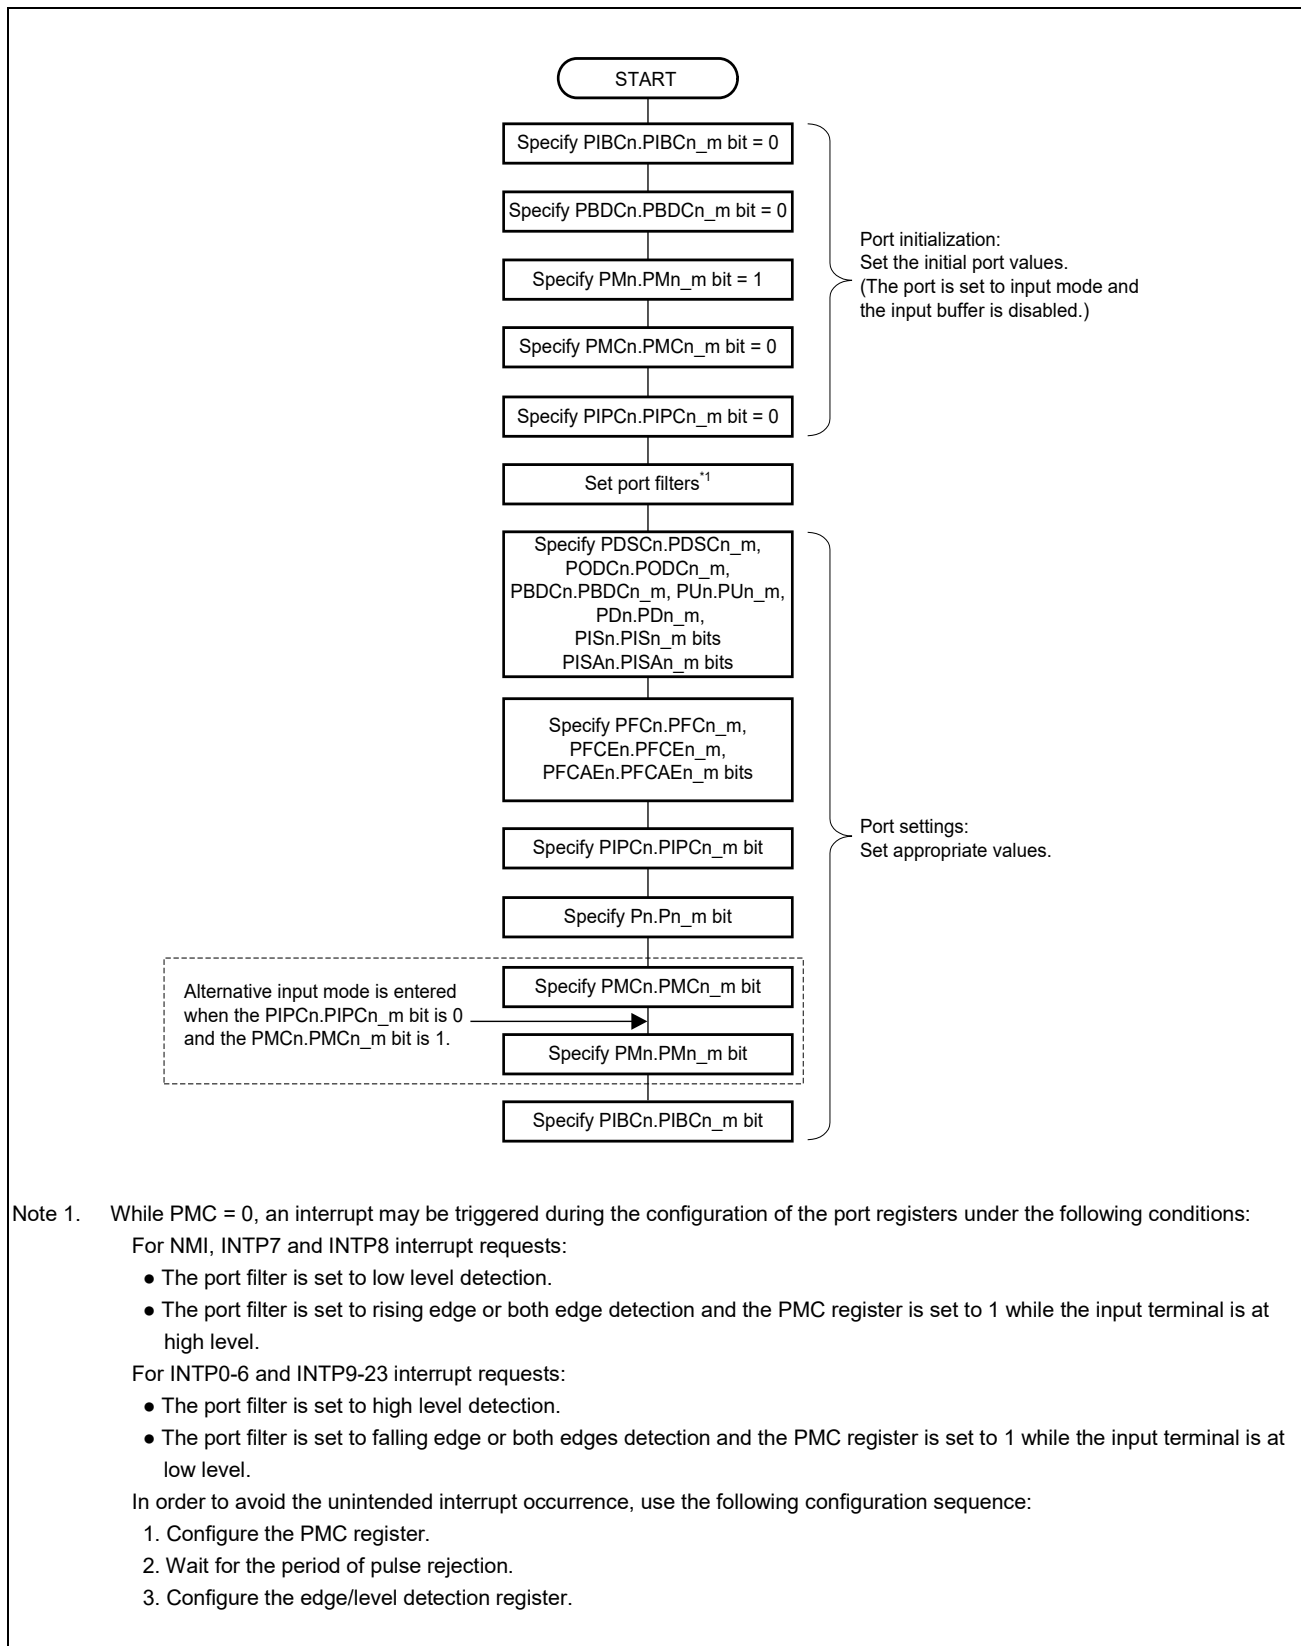 START
Specify PIBCn.PIBCn_m bit = 0
Specify PBDCn.PBDCn_m bit = 0
Specify PMn.PMn_m bit = 1
Specify PMCn.PMCn_m bit = 0
Specify PIPCn.PIPCn_m bit = 0
Port initialization:
Set the initial port values.
(The port is set to input mode and
the input buffer is disabled.)
Set port filters*1
Specify PDSCn.PDSCn_m,
PODCn.PODCn_m,
PBDCn.PBDCn_m, PUn.PUn_m,
PDn.PDn_m,
PISn.PISn_m bits
PISAn.PISAn_m bits
Specify PFCn.PFCn_m,
PFCEn.PFCEn_m,
PFCAEn.PFCAEn_m bits
Specify PIPCn.PIPCn_m bit
Port settings:
Set appropriate values.
Specify Pn.Pn_m bit
Specify PMCn.PMCn_m bit
Alternative input mode is entered
when the PIPCn.PIPCn_m bit is 0
and the PMCn.PMCn_m bit is 1.
Specify PMn.PMn_m bit
Specify PIBCn.PIBCn_m bit
Note 1. While PMC = 0, an interrupt may be triggered during the configuration of the port registers under the following conditions:
For NMI, INTP7 and INTP8 interrupt requests:
● The port filter is set to low level detection.
● The port filter is set to rising edge or both edge detection and the PMC register is set to 1 while the input terminal is at
high level.
For INTP0-6 and INTP9-23 interrupt requests:
● The port filter is set to high level detection.
● The port filter is set to falling edge or both edges detection and the PMC register is set to 1 while the input terminal is at
low level.
In order to avoid the unintended interrupt occurrence, use the following configuration sequence:
1. Configure the PMC register.
2. Wait for the period of pulse rejection.
3. Configure the edge/level detection register.